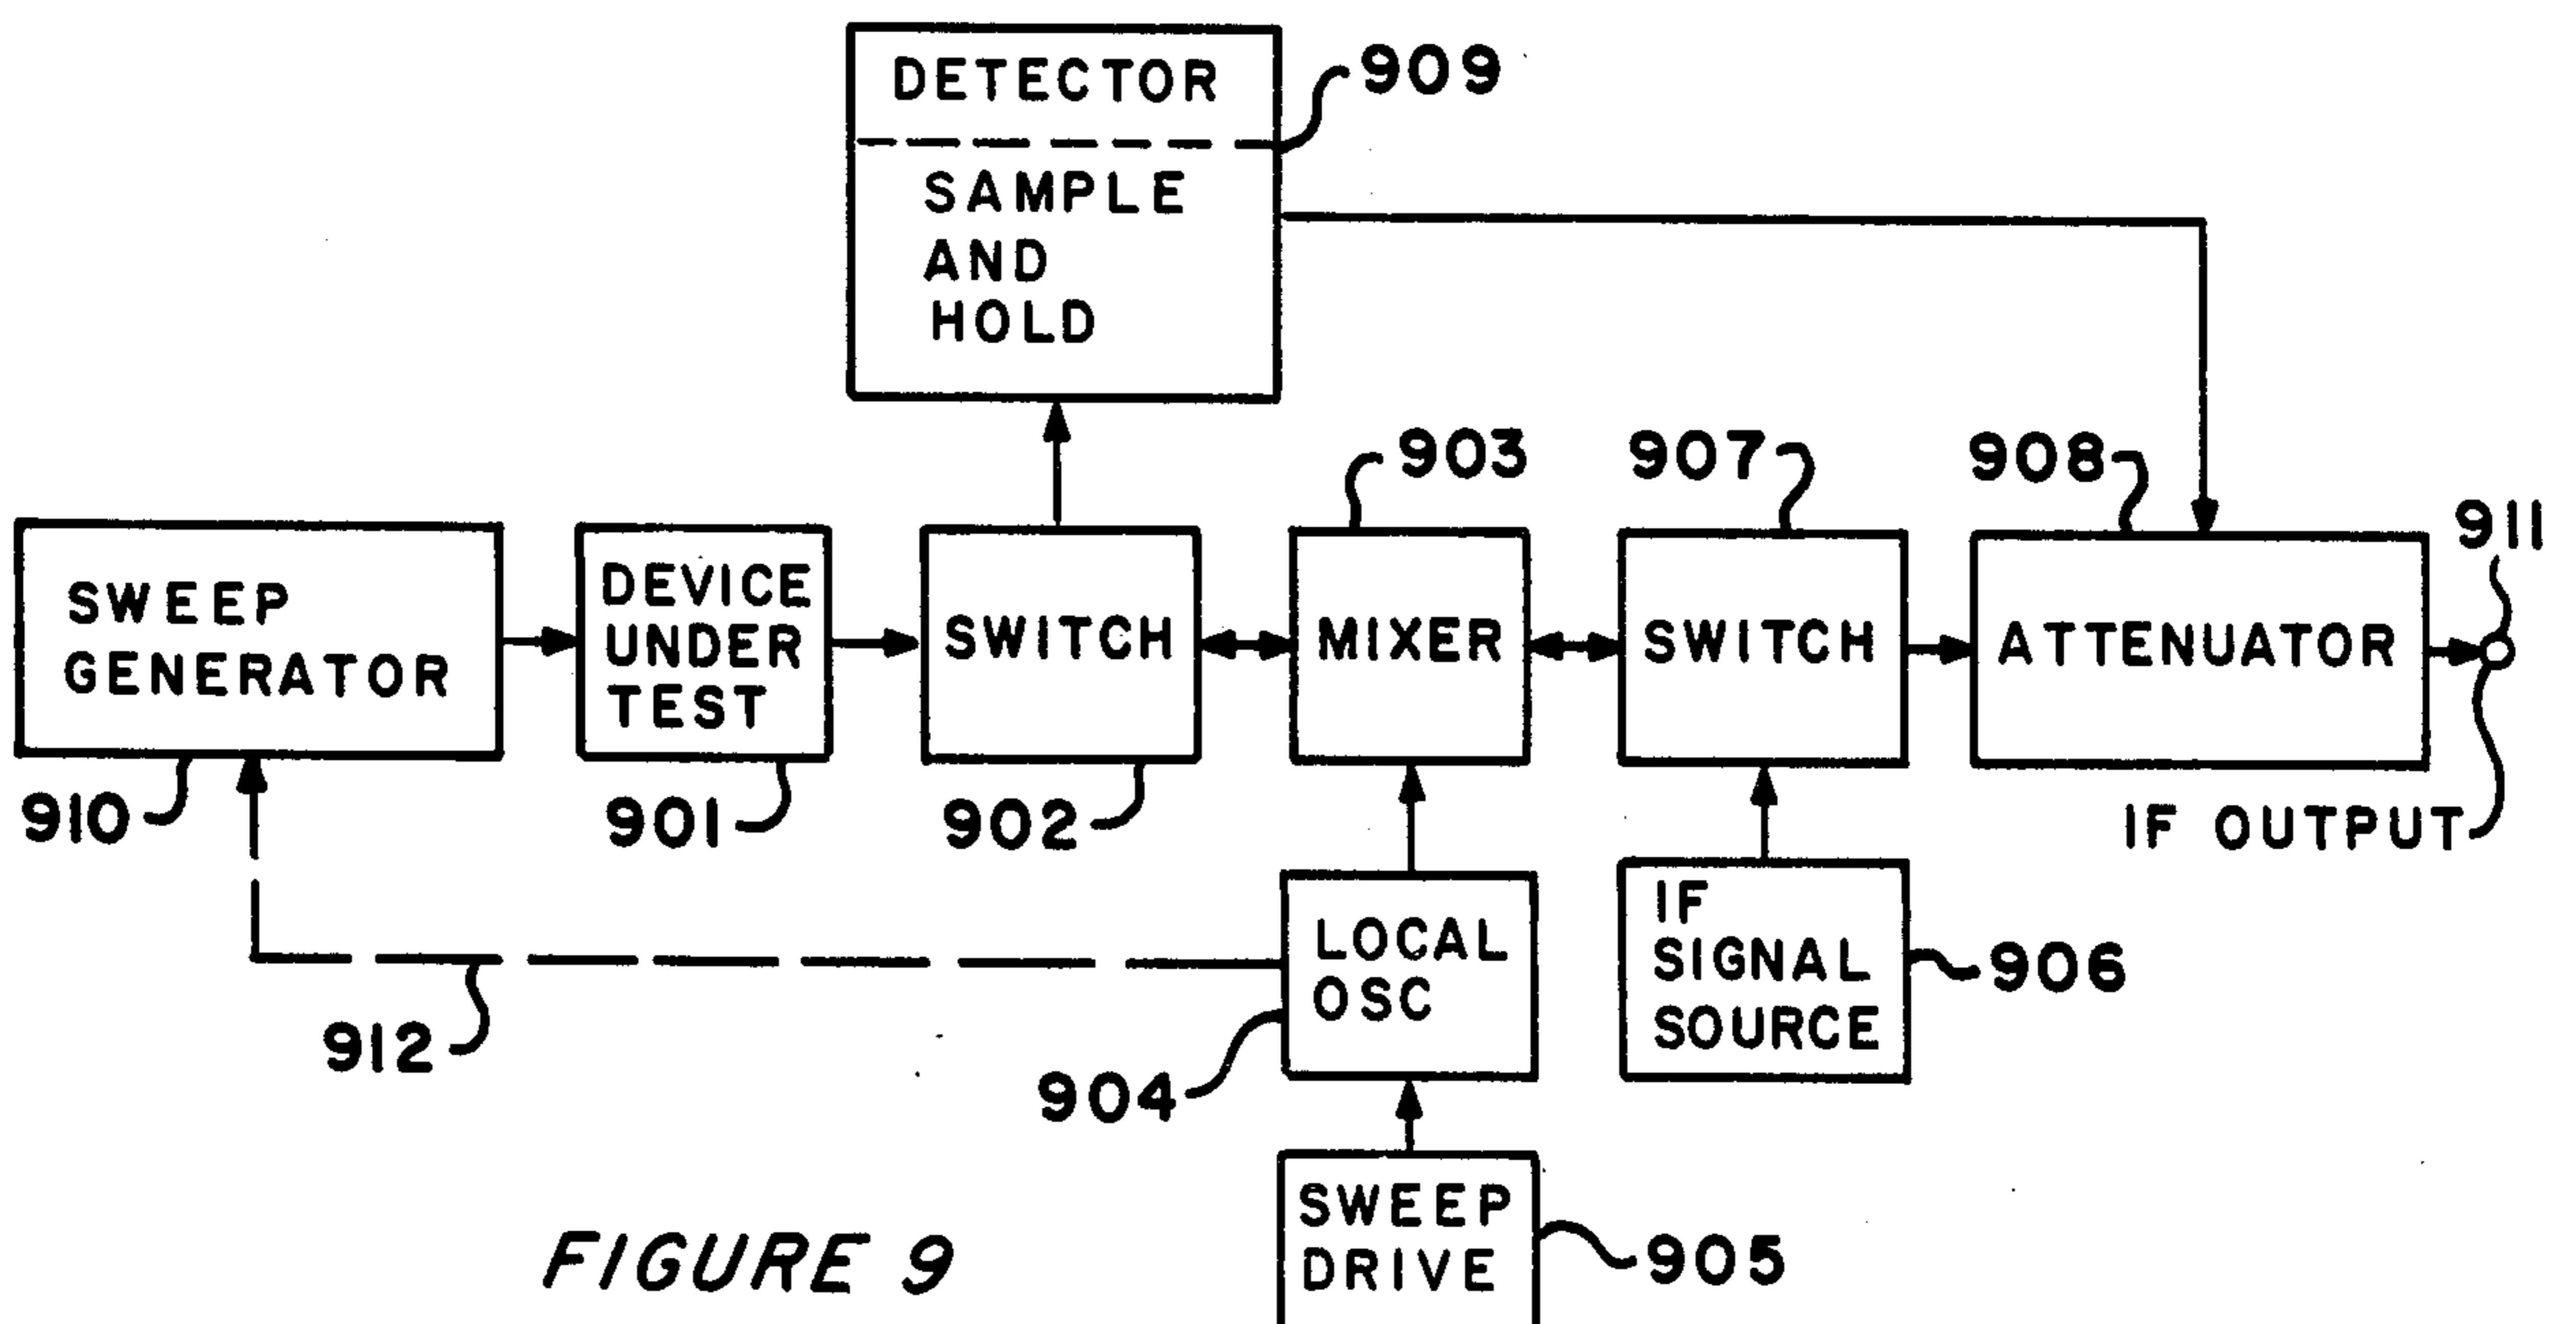 DETECTOR
909
SAMPLE
AND
HOLD
903
907
908
911
SWEEP
GENERATOR
DEVICE
UNDER
TEST
SWITCH
MIXER
SWITCH
ATTENUATOR
910
901
902
IF OUTPUT
LOCAL
OSC
IF
SIGNAL
SOURCE
906
912
904
SWEEP
DRIVE
905
FIGURE 9